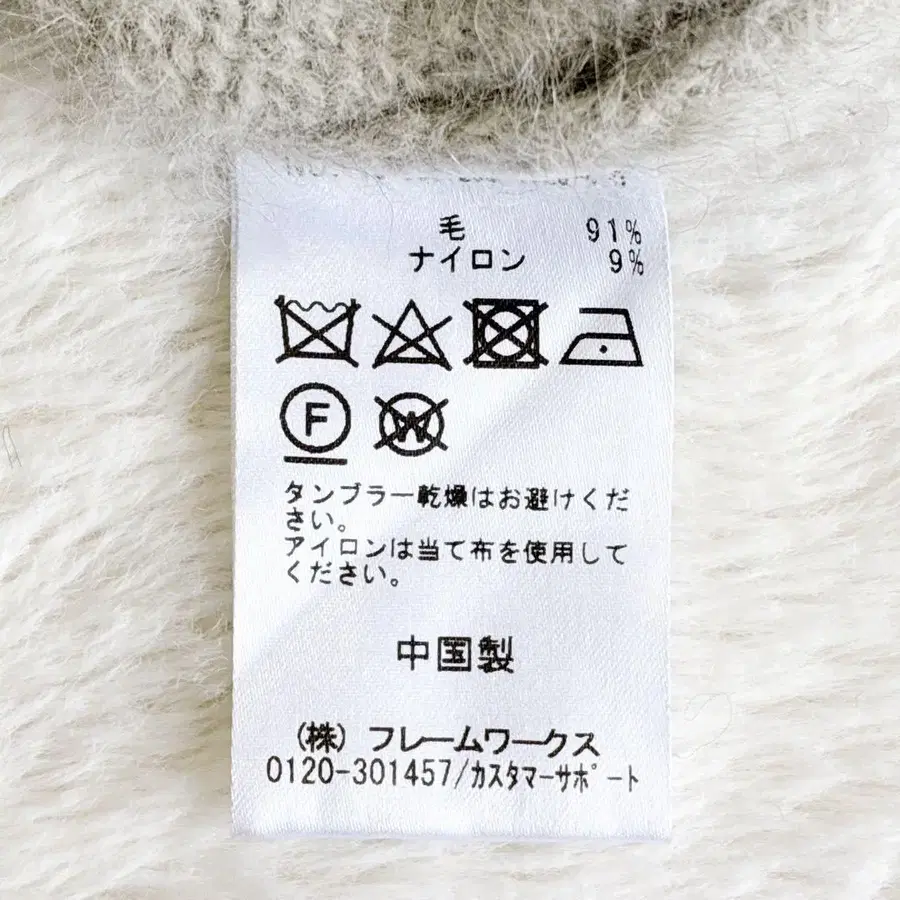 毛 91%
ナイロン 9%
F W
タンブラー乾燥はお避けくだ
さい。
アイロンは当て布を使用して
ください。
中国製
(株) フレームワークス
0120-301457/カスタマーサポート